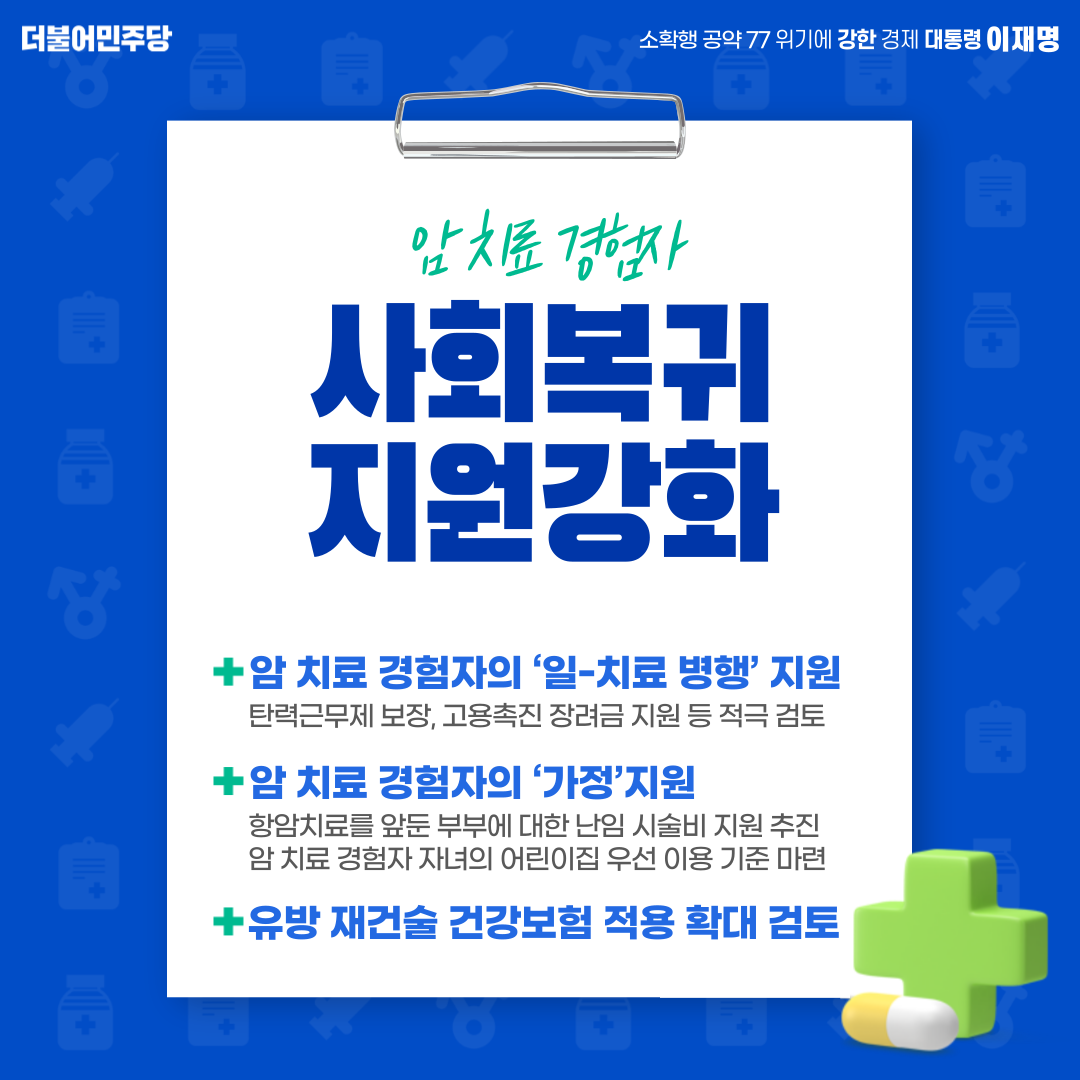 더불어민주당
소확행 공약 77 위기에 강한 경제 대통령 이재명
암 치료 경험자
사회복귀
지원강화
+암 치료 경험자의 ‘일-치료 병행’ 지원
탄력근무제 보장, 고용촉진 장려금 지원 등 적극 검토
+암 치료 경험자의 ‘가정’지원
항암치료를 앞둔 부부에 대한 난임 시술비 지원 추진
암 치료 경험자 자녀의 어린이집 우선 이용 기준 마련
+유방 재건술 건강보험 적용 확대 검토